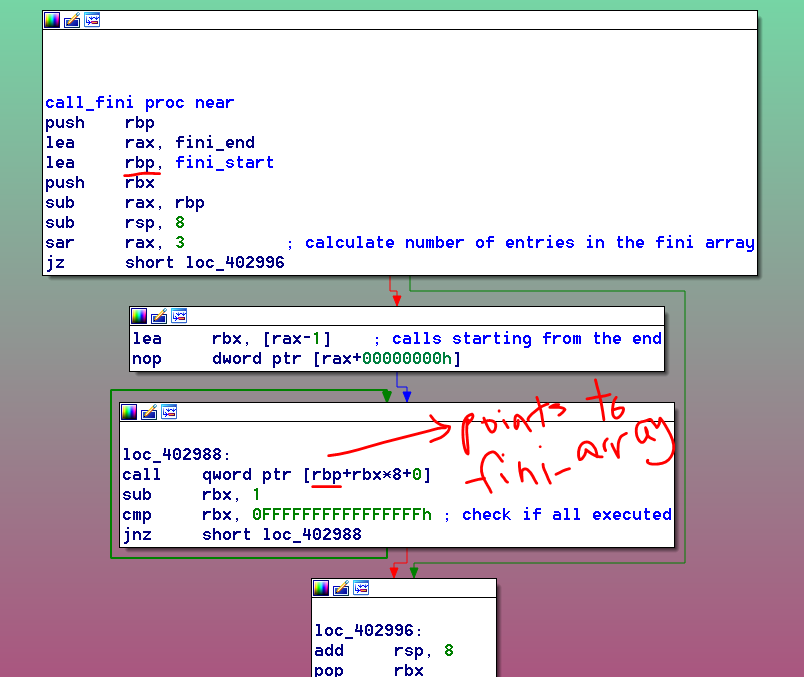 call_fini proc near
push rbp
lea rax, fini_end
lea rbp, fini_start
push rbx
sub rax, rbp
sub rsp, 8
sar rax, 3 ; calculate number of entries in the fini array
jz short loc_402996
lea rbx, [rax-1] ; calls starting from the end
nop dword ptr [rax+00000000h]
points to
fini_array
loc_402988:
call qword ptr [rbp+rbx*8+0]
sub rbx, 1
cmp rbx, 0FFFFFFFFFFFFFFFFh ; check if all executed
jnz short loc_402988
loc_402996:
add rsp, 8
pop rbx